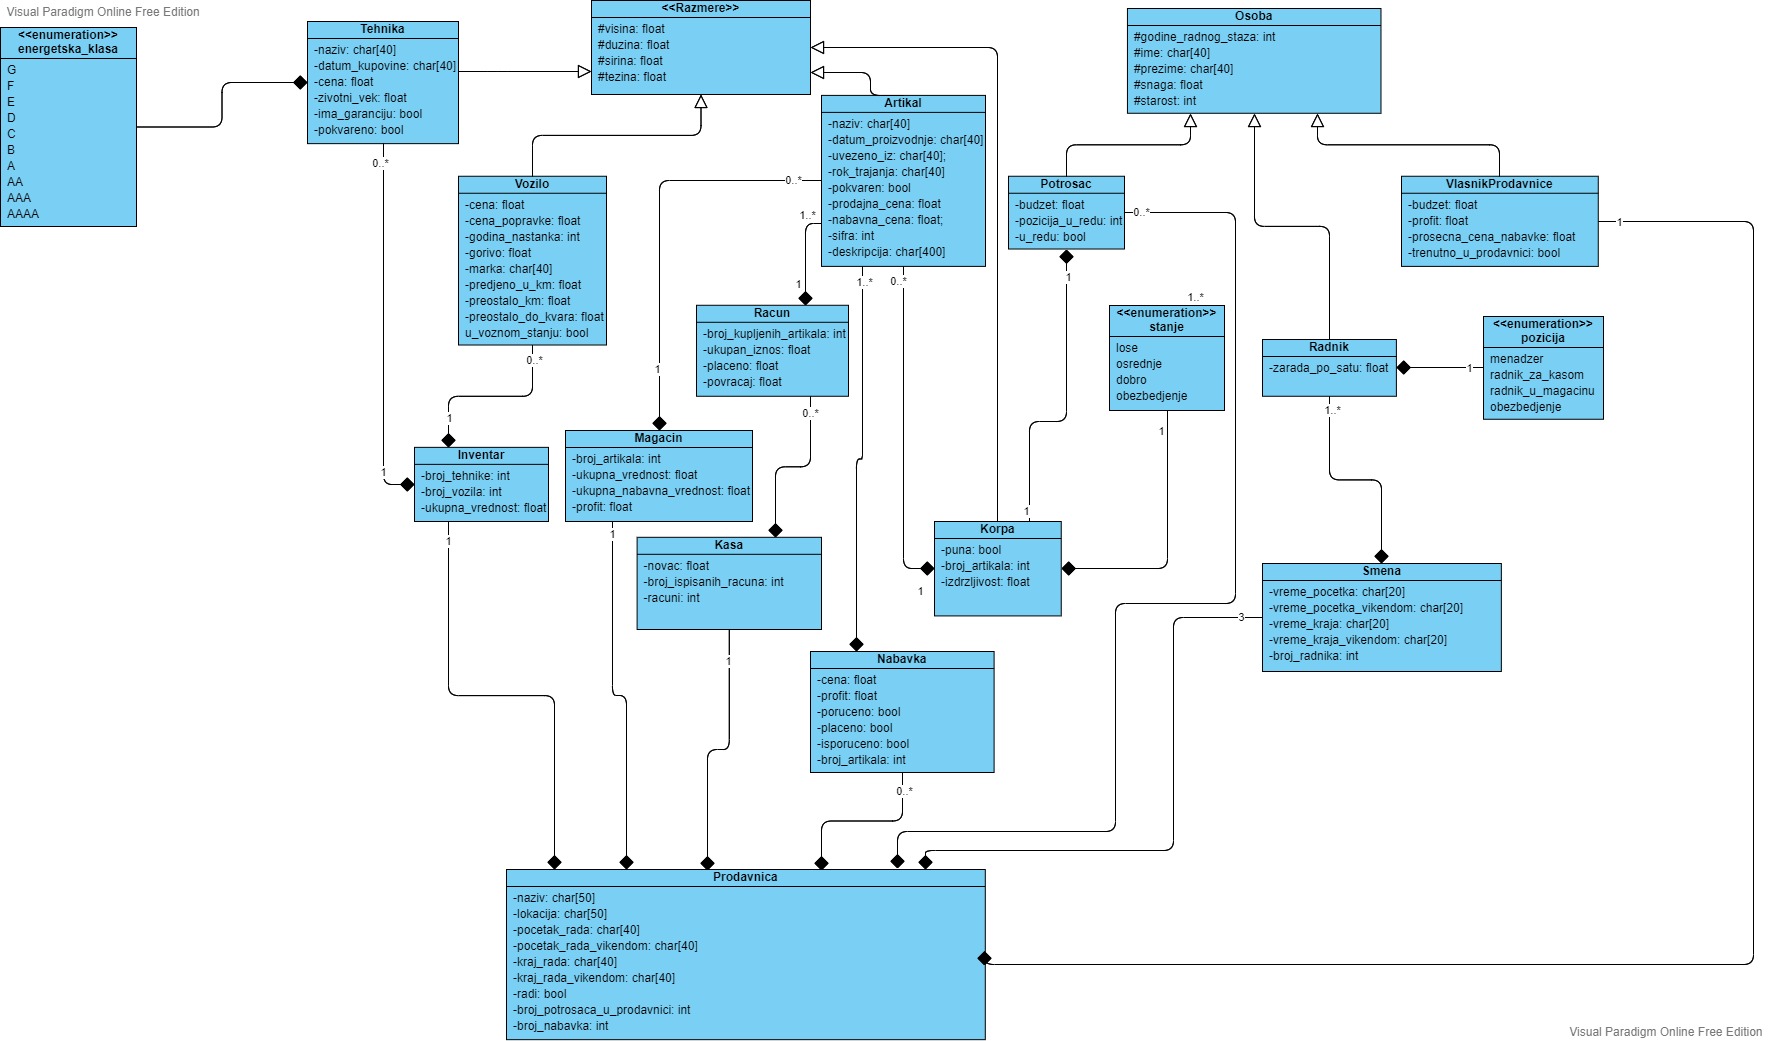 Visual Paradigm Online Free Edition
<<enumeration>>
energetska_klasa
G
F
E
D
C
B
A
AA
AAA
AAAA
Tehnika
-naziv: char[40]
-datum_kupovine: char[40]
-cena: float
-zivotni_vek: float
-ima_garanciju: bool
-pokvareno: bool
0..*
1
<<Razmere>>
#visina: float
#duzina: float
#sirina: float
#tezina: float
Vozilo
-cena: float
-cena_popravke: float
-godina_nastanka: int
-gorivo: float
-marka: char[40]
-predjeno_u_km: float
-preostalo_km: float
-preostalo_do_kvara: float
u_voznom_stanju: bool
0..*
1
Artikal
-naziv: char[40]
-datum_proizvodnje: char[40]
-uvezeno_iz: char[40];
-rok_trajanja: char[40]
-pokvaren: bool
-prodajna_cena: float
-nabavna_cena: float;
-sifra: int
-deskripcija: char[400]
0..*
1..*
1
1
1..*
0..*
1
Osoba
#godine_radnog_staza: int
#ime: char[40]
#prezime: char[40]
#snaga: float
#starost: int
Potrosac
-budzet: float
-pozicija_u_redu: int
-u_redu: bool
0..*
1
1
VlasnikProdavnice
-budzet: float
-profit: float
-prosecna_cena_nabavke: float
-trenutno_u_prodavnici: bool
1
Racun
-broj_kupljenih_artikala: int
-ukupan_iznos: float
-placeno: float
-povracaj: float
0..*
1..*
<<enumeration>>
stanje
lose
osrednje
dobro
obezbedjenje
1
Radnik
-zarada_po_satu: float
1
1..*
<<enumeration>>
pozicija
menadzer
radnik_za_kasom
radnik_u_magacinu
obezbedjenje
Inventar
-broj_tehnike: int
-broj_vozila: int
-ukupna_vrednost: float
1
Magacin
-broj_artikala: int
-ukupna_vrednost: float
-ukupna_nabavna_vrednost: float
-profit: float
1
Kasa
-novac: float
-broj_ispisanih_racuna: int
-racuni: int
1
Korpa
-puna: bool
-broj_artikala: int
-izdrzljivost: float
Smena
-vreme_pocetka: char[20]
-vreme_pocetka_vikendom: char[20]
-vreme_kraja: char[20]
-vreme_kraja_vikendom: char[20]
-broj_radnika: int
3
Nabavka
-cena: float
-profit: float
-poruceno: bool
-placeno: bool
-isporuceno: bool
-broj_artikala: int
0..*
Prodavnica
-naziv: char[50]
-lokacija: char[50]
-pocetak_rada: char[40]
-pocetak_rada_vikendom: char[40]
-kraj_rada: char[40]
-kraj_rada_vikendom: char[40]
-radi: bool
-broj_potrosaca_u_prodavnici: int
-broj_nabavka: int
Visual Paradigm Online Free Edition